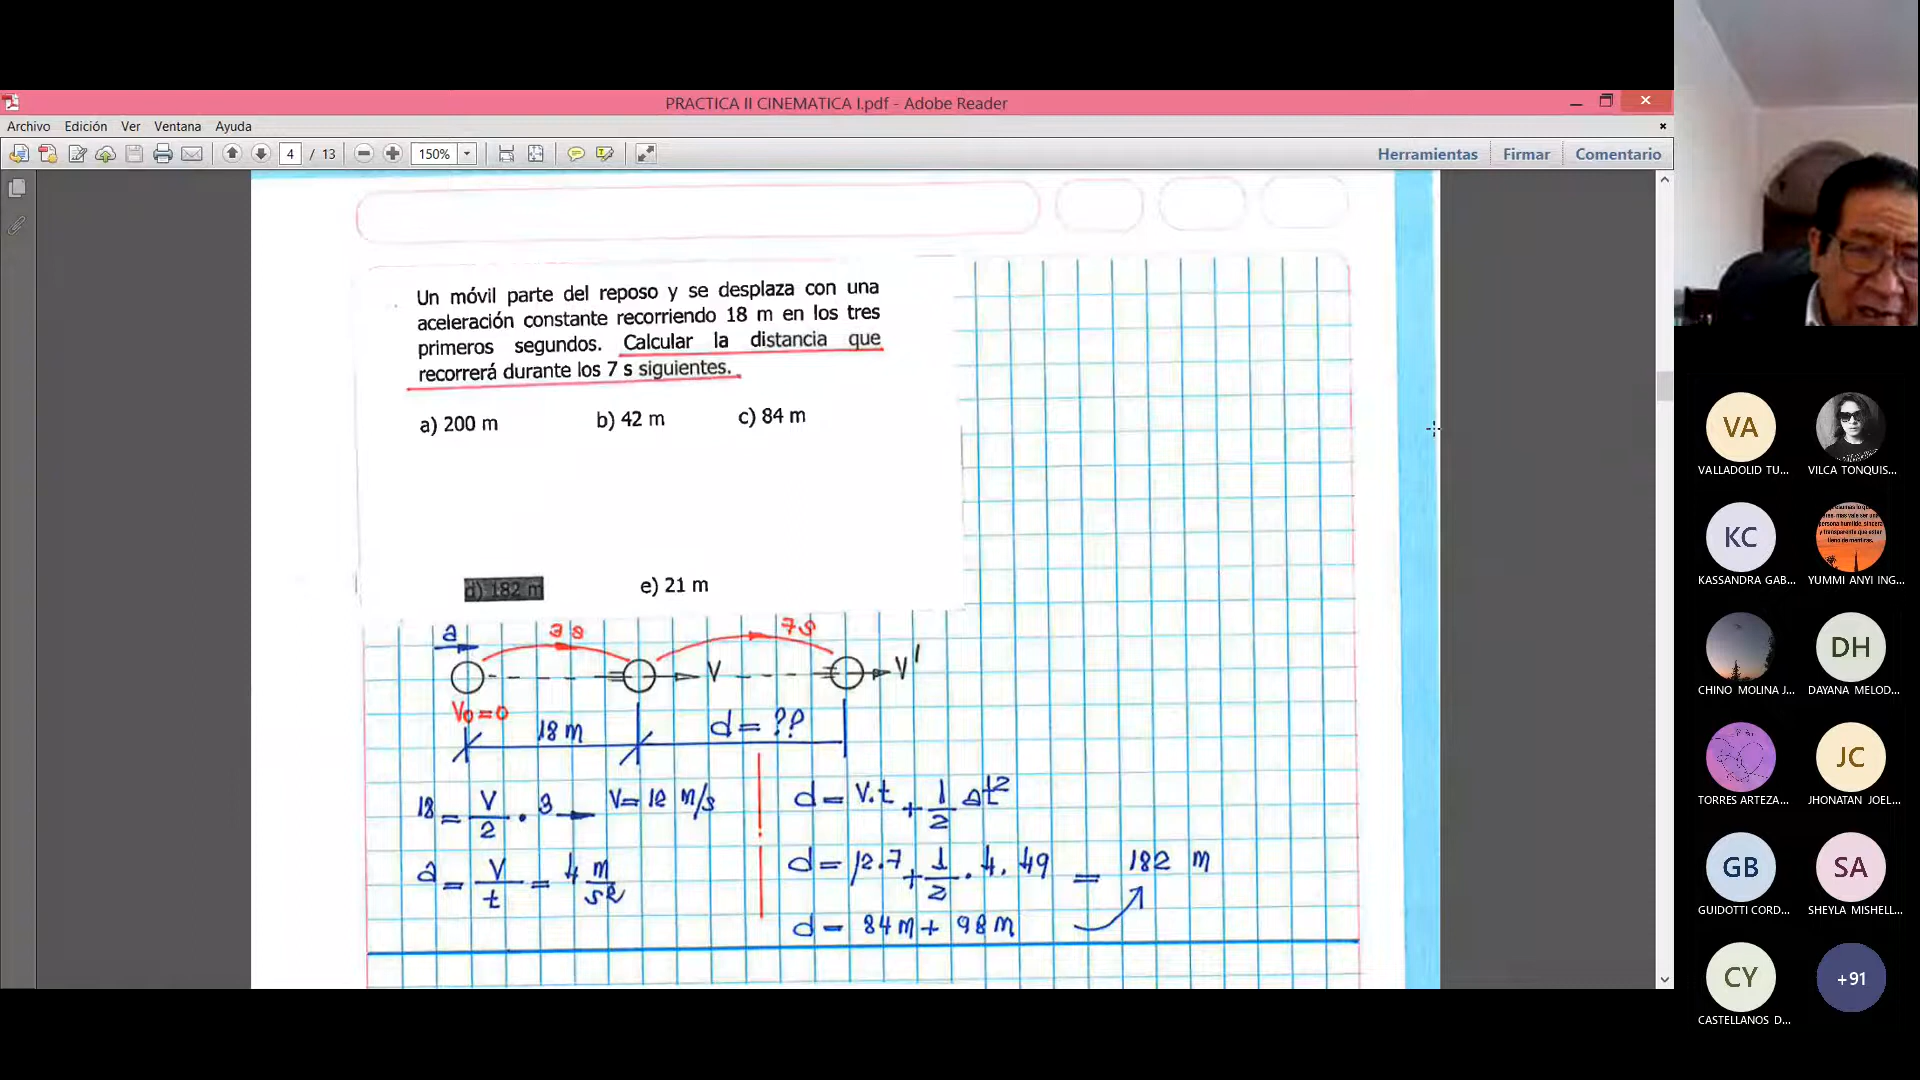 PRACTICA II CINEMATICA I.pdf - Adobe Reader
Archivo Edición Ver Ventana Ayuda
4 / 13 150% Herramientas Firmar Comentario
Un móvil parte del reposo y se desplaza con una
aceleración constante recorriendo 18 m en los tres
primeros segundos. Calcular la distancia que
recorrerá durante los 7 s siguientes.
a) 200 m b) 42 m c) 84 m
d) 182 m e) 21 m
a 3 s 7 s
V V'
Vo = 0
18 m d = ??
18 = V/2 . 3 → V = 12 m/s
a = V/t = 4 m/s²
d = V.t + 1/2 at²
d = 12.7 + 1/2 . 4. 49 = 182 m
d = 84 m + 98 m
VA
VALLADOLID TU...
VILCA TONQUIS...
KC
KASSANDRA GAB...
YUMMI ANYI ING...
CHINO MOLINA J...
DH
DAYANA MELOD...
TORRES ARTEZA...
JC
JHONATAN JOEL...
GB
GUIDOTTI CORD...
SA
SHEYLA MISHELL...
CY
CASTELLANOS D...
+91